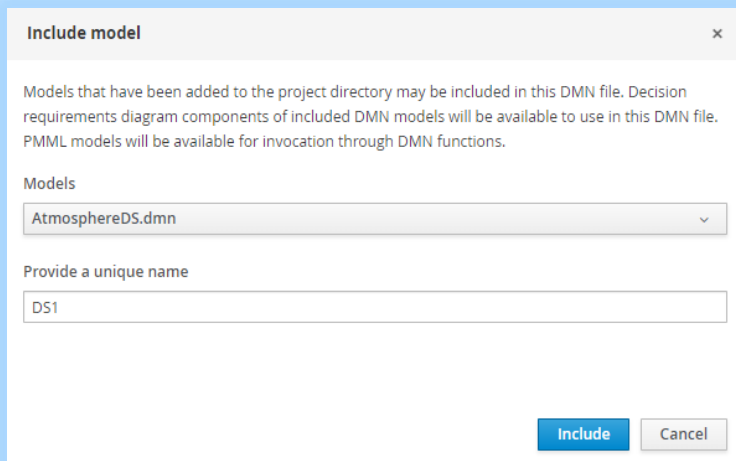 Include model ×
Models that have been added to the project directory may be included in this DMN file. Decision
requirements diagram components of included DMN models will be available to use in this DMN file.
PMML models will be available for invocation through DMN functions.
Models
AtmosphereDS.dmn
Provide a unique name
DS1
Include Cancel